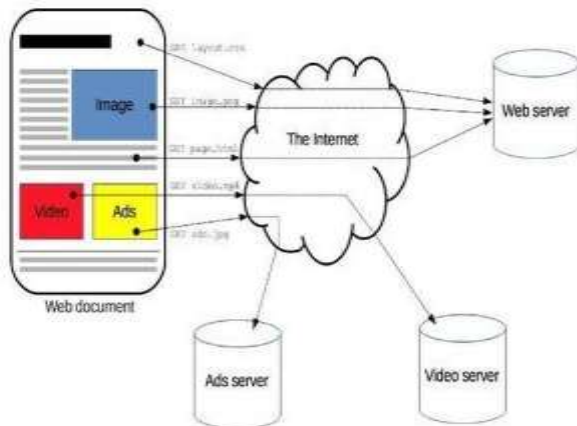 GET layout.css
Image
GET image.png
The Internet
Web server
GET page.html
Video
Ads
GET video.mp4
GET ads.jpg
Web document
Ads server
Video server